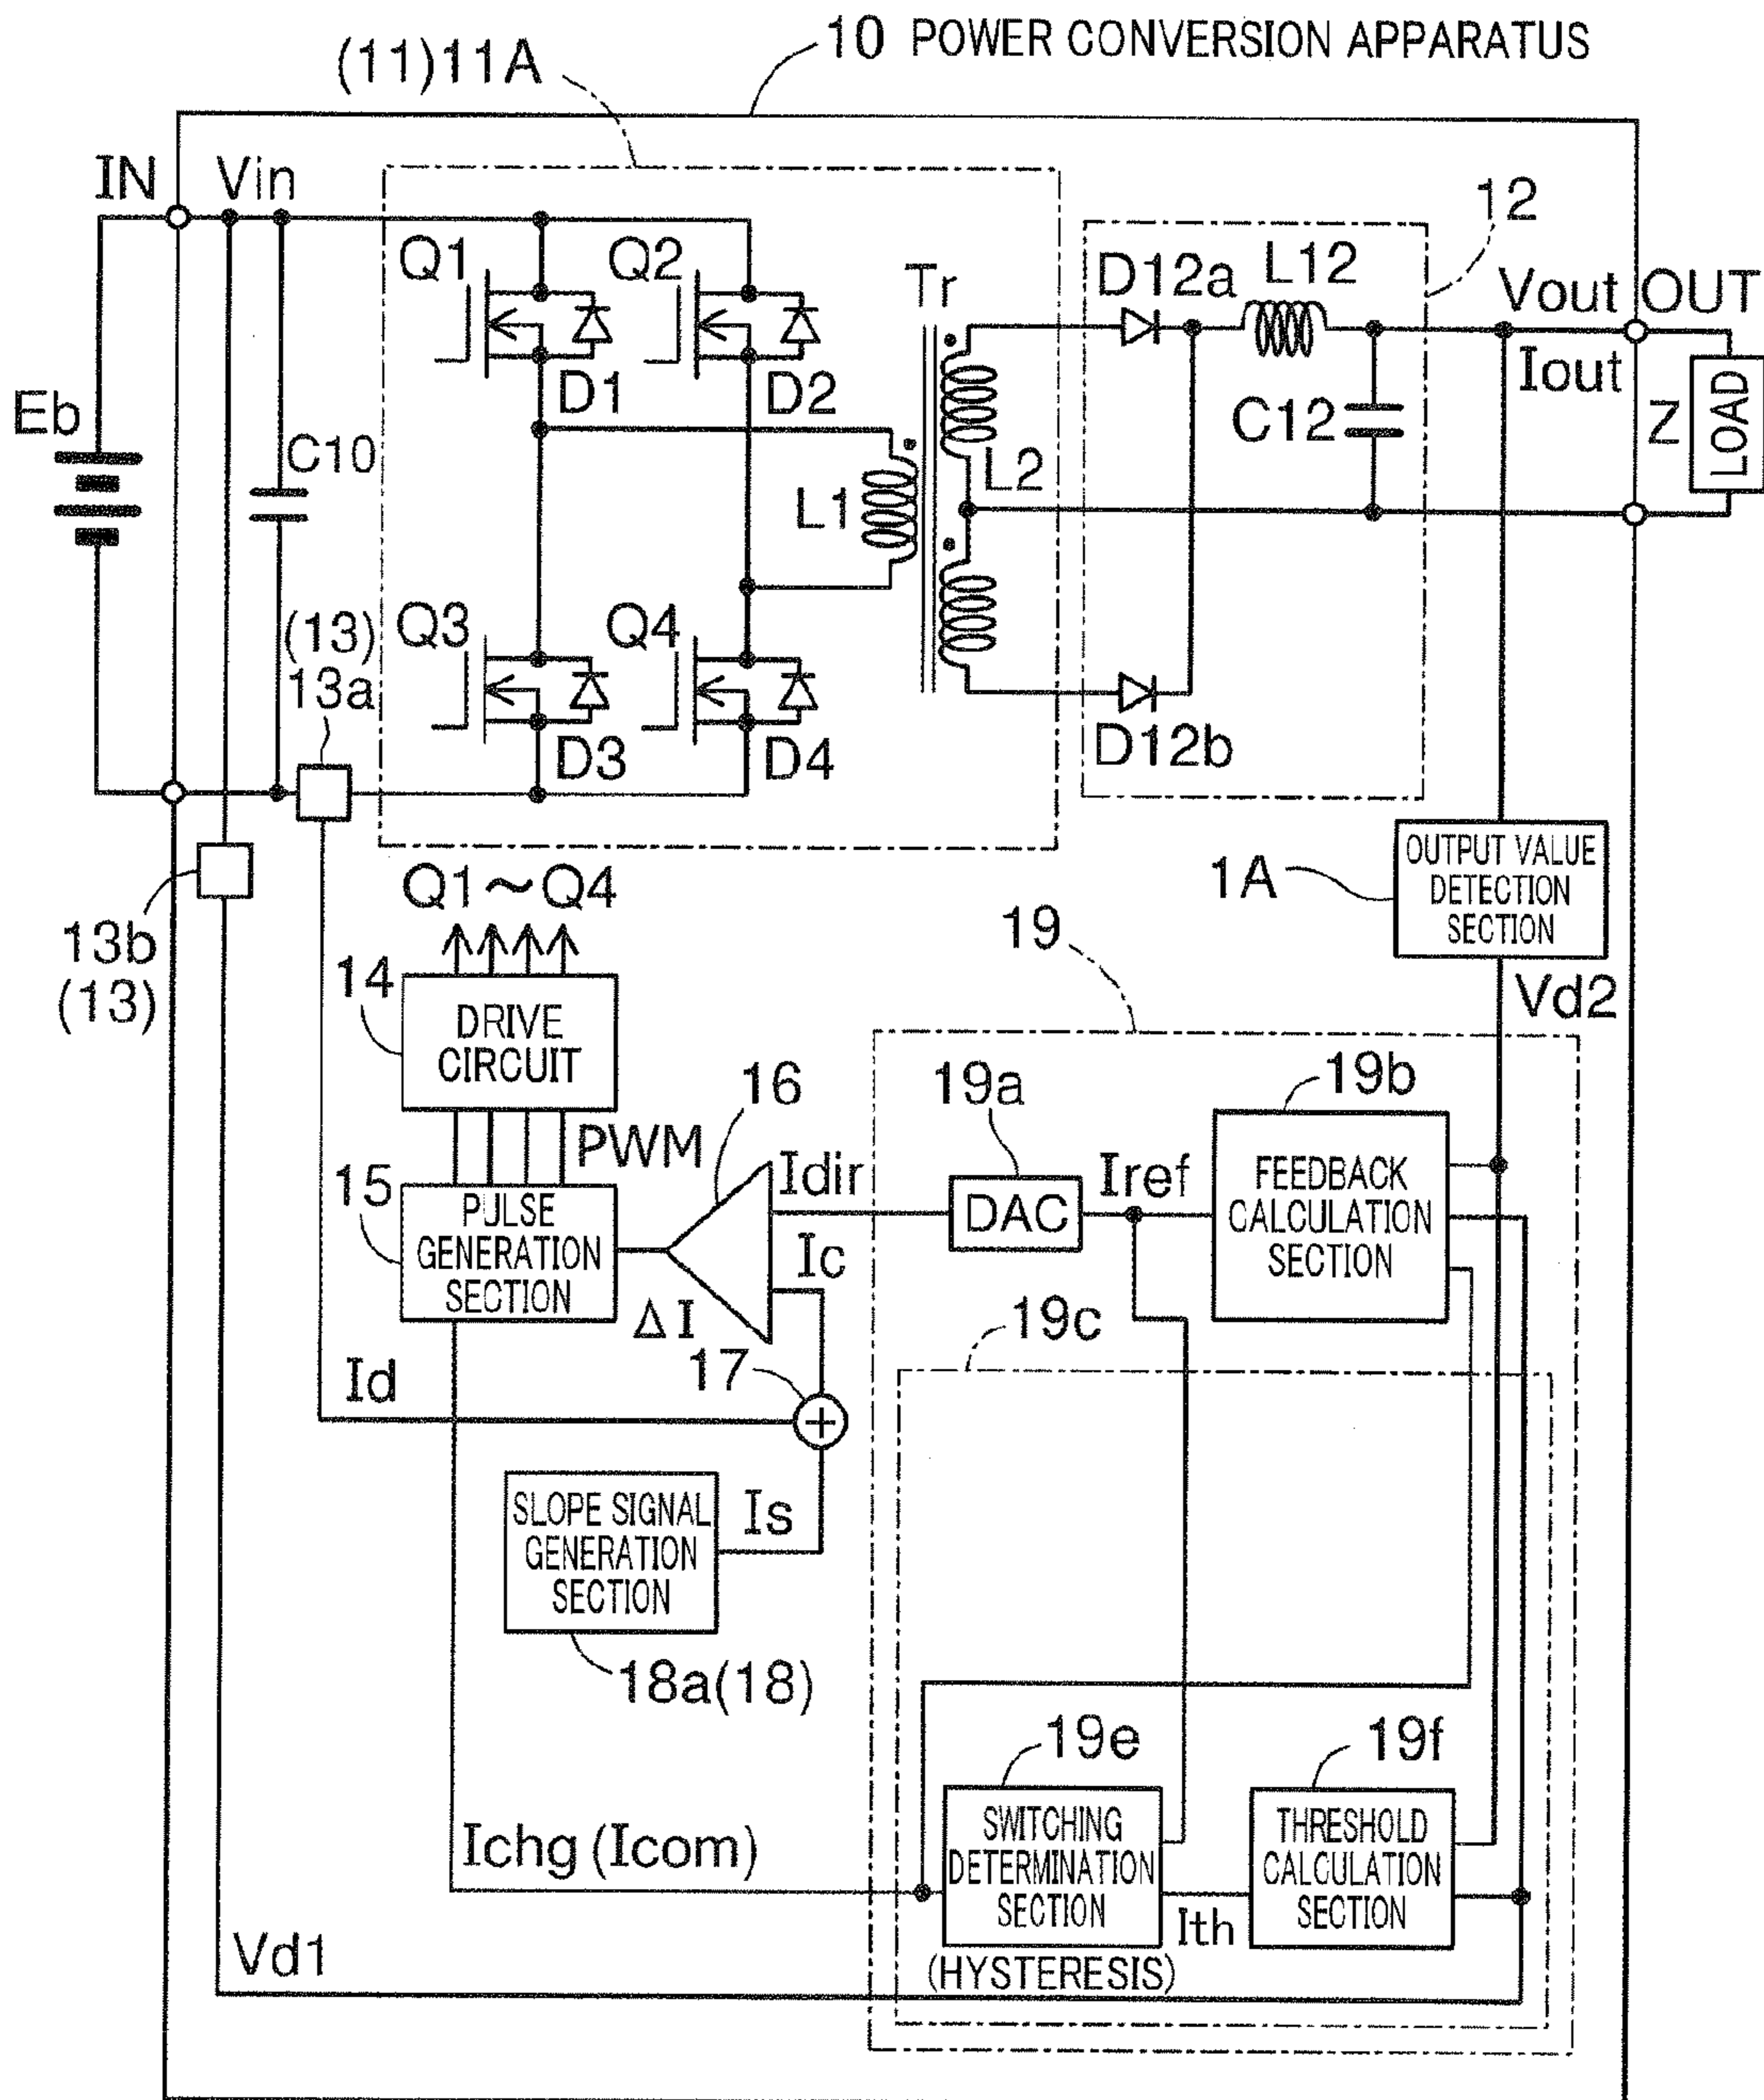 10 POWER CONVERSION APPARATUS
(11)11A
IN
Vin
12
Q1
Q2
Tr
D12a
L12
Vout
OUT
D1
D2
Iout
Eb
C10
C12
Z
LOAD
L1
L2
(13)
13a
Q3
Q4
D3
D4
D12b
13b
(13)
Q1～Q4
1A
OUTPUT VALUE
DETECTION
SECTION
19
Vd2
14
DRIVE
CIRCUIT
16
19a
19b
PWM
Idir
DAC
Iref
FEEDBACK
CALCULATION
SECTION
15
PULSE
GENERATION
SECTION
Ic
ΔI
19c
Id
17
+
SLOPE SIGNAL
GENERATION
SECTION
Is
18a(18)
19e
19f
Ichg (Icom)
SWITCHING
DETERMINATION
SECTION
THRESHOLD
CALCULATION
SECTION
Ith
(HYSTERESIS)
Vd1